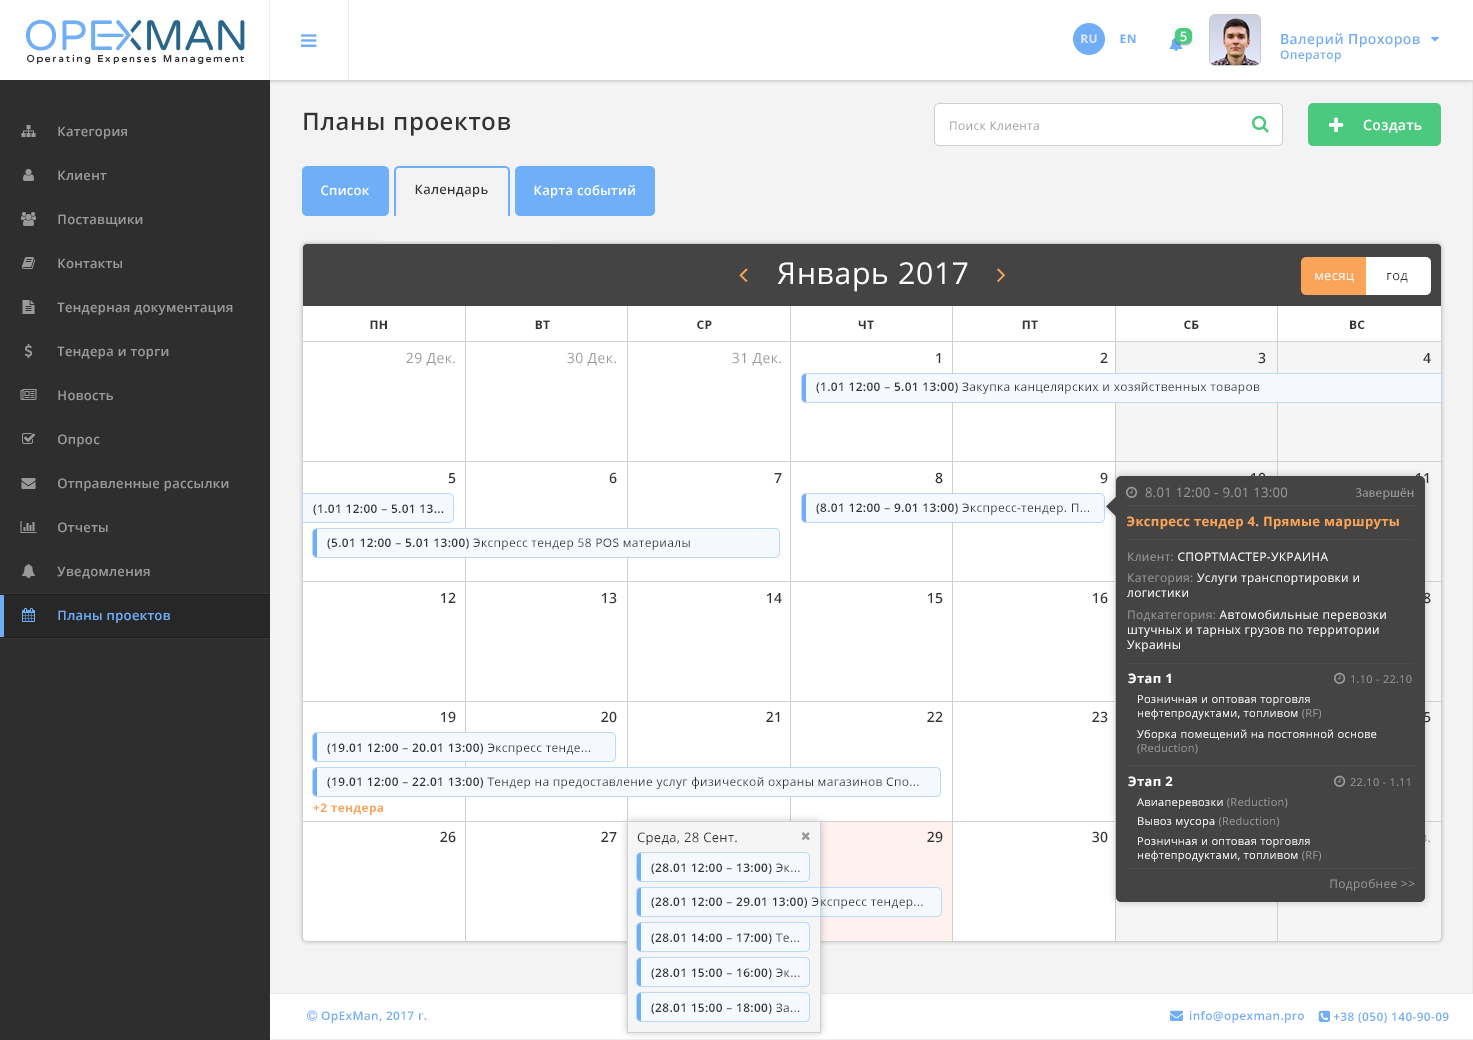 OPEXMAN
Operating Expenses Management
RU
EN
5
Валерий Прохоров
Оператор
Категория
Клиент
Поставщики
Контакты
Тендерная документация
Тендера и торги
Новость
Опрос
Отправленные рассылки
Отчеты
Уведомления
Планы проектов
Планы проектов
Поиск Клиента
Создать
Список
Календарь
Карта событий
Январь 2017
месяц
год
ПН
ВТ
СР
ЧТ
ПТ
СБ
ВС
29 Дек.
30 Дек.
31 Дек.
1
2
3
4
(1.01 12:00 – 5.01 13:00) Закупка канцелярских и хозяйственных товаров
5
6
7
8
9
10
11
(1.01 12:00 – 5.01 13...
(8.01 12:00 – 9.01 13:00) Экспресс-тендер. П...
(5.01 12:00 – 5.01 13:00) Экспресс тендер 58 POS материалы
12
13
14
15
16
8
19
20
21
22
23
5
(19.01 12:00 – 20.01 13:00) Экспресс тенде...
(19.01 12:00 – 22.01 13:00) Тендер на предоставление услуг физической охраны магазинов Спо...
+2 тендера
26
27
29
30
Среда, 28 Сент.
(28.01 12:00 – 13:00) Эк...
(28.01 12:00 – 29.01 13:00) Экспресс тендер...
(28.01 14:00 – 17:00) Те...
(28.01 15:00 – 16:00) Эк...
(28.01 15:00 – 18:00) За...
8.01 12:00 - 9.01 13:00
Завершён
Экспресс тендер 4. Прямые маршруты
Клиент: СПОРТМАСТЕР-УКРАИНА
Категория: Услуги транспортировки и
логистики
Подкатегория: Автомобильные перевозки
штучных и тарных грузов по территории
Украины
Этап 1
1.10 - 22.10
Розничная и оптовая торговля
нефтепродуктами, топливом (RF)
Уборка помещений на постоянной основе
(Reduction)
Этап 2
22.10 - 1.11
Авиаперевозки (Reduction)
Вывоз мусора (Reduction)
Розничная и оптовая торговля
нефтепродуктами, топливом (RF)
Подробнее >>
© OpExMan, 2017 г.
info@opexman.pro
+38 (050) 140-90-09